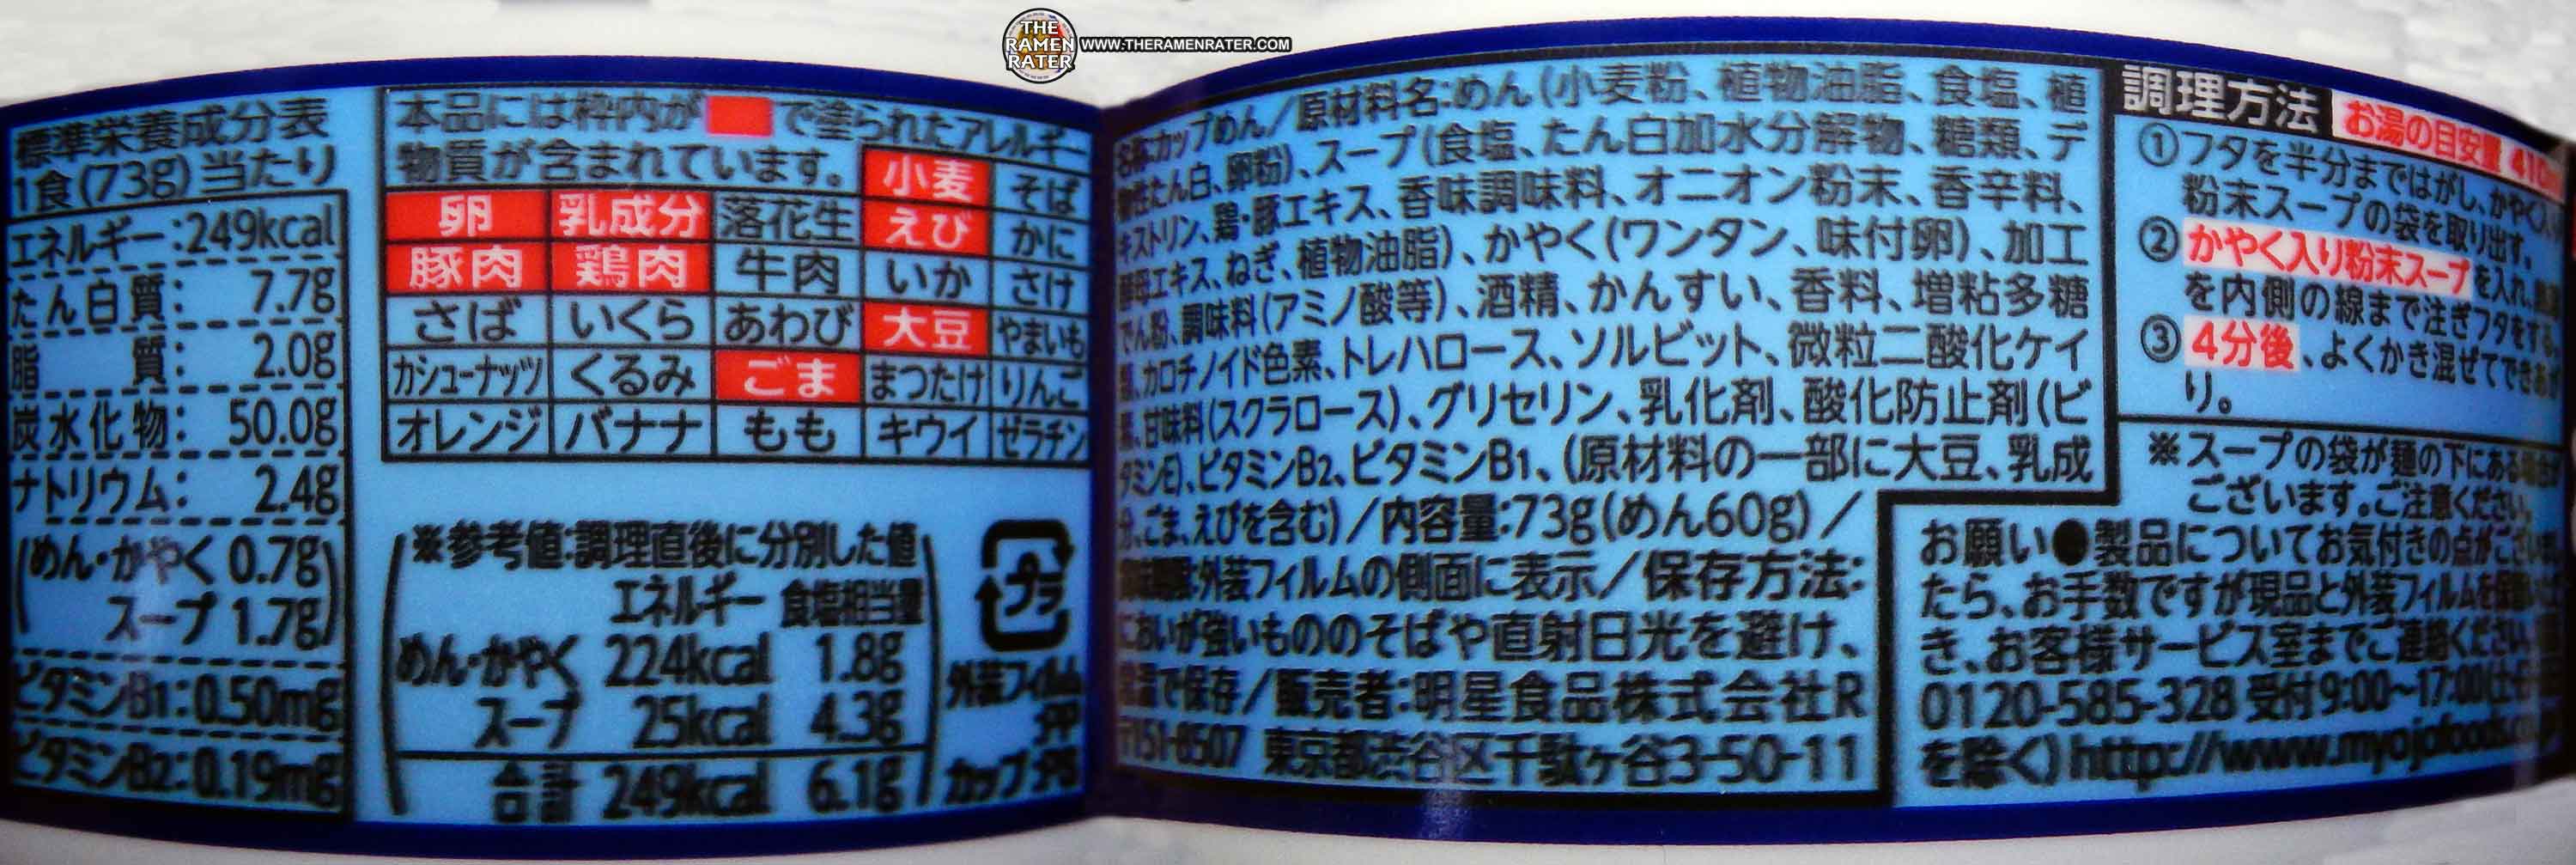 THE
RAMEN
RATER
WWW.THERAMENRATER.COM
標準栄養成分表
1食(73g)当たり
エネルギー:249kcal
たん白質: 7.7g
脂 質: 2.0g
炭水化物: 50.0g
ナトリウム: 2.4g
(めん・かやく 0.7g
スープ 1.7g)
ビタミンB1:0.50mg
ビタミンB2:0.19mg
本品には枠内が で塗られたアレルギー
物質が含まれています。
小麦 そば
卵 乳成分 落花生 えび かに
豚肉 鶏肉 牛肉 いか さけ
さば いくら あわび 大豆 やまいも
カシューナッツ くるみ ごま まつたけ りんご
オレンジ バナナ もも キウイ ゼラチン
※参考値:調理直後に分別した値
エネルギー 食塩相当量
めん・かやく 224kcal 1.8g
スープ 25kcal 4.3g
合計 249kcal 6.1g
プラ
外装フィルム
:PP
カップ:PS
名称:カップめん/原材料名:めん(小麦粉、植物油脂、食塩、植
物性たん白、卵粉)、スープ(食塩、たん白加水分解物、糖類、デ
キストリン、鶏・豚エキス、香味調味料、オニオン粉末、香辛料、
酵母エキス、ねぎ、植物油脂)、かやく(ワンタン、味付卵)、加工
でん粉、調味料(アミノ酸等)、酒精、かんすい、香料、増粘多糖
類、カロチノイド色素、トレハロース、ソルビット、微粒二酸化ケイ
素、甘味料(スクラロース)、グリセリン、乳化剤、酸化防止剤(ビ
タミンE)、ビタミンB2、ビタミンB1、(原材料の一部に大豆、乳成
分、ごま、えびを含む)/内容量:73g(めん60g)/
:外装フィルムの側面に表示/保存方法:
においが強いもののそばや直射日光を避け、
で保存/販売者:明星食品株式会社R
〒151-8507 東京都渋谷区千駄ヶ谷3-50-11
調理方法 お湯の目安量 410
①フタを半分まではがし、かやく入り
粉末スープの袋を取り出す。
②かやく入り粉末スープを入れ、
を内側の線まで注ぎフタをする。
③4分後、よくかき混ぜてできあが
り。
※スープの袋が麺の下にある
ございます。ご注意ください。
お願い●製品についてお気付きの点がござ
たら、お手数ですが現品と外装フィルムを
き、お客様サービス室までご連絡ください
0120-585-328 受付9:00~17:00(土
を除く)http://www.myojofoods.